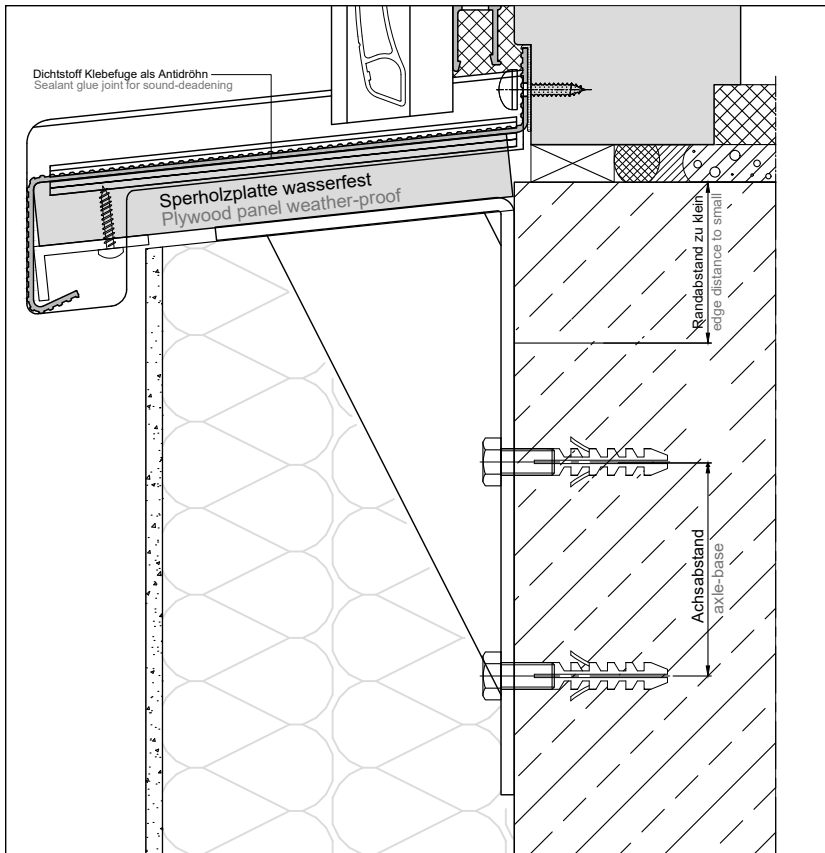 Dichtstoff Klebefuge als Antidröhn
Sealant glue joint for sound-deadening
Sperholzplatte wasserfest
Plywood panel weather-proof
Randabstand zu klein
edge distance to small
Achsabstand
axle-base